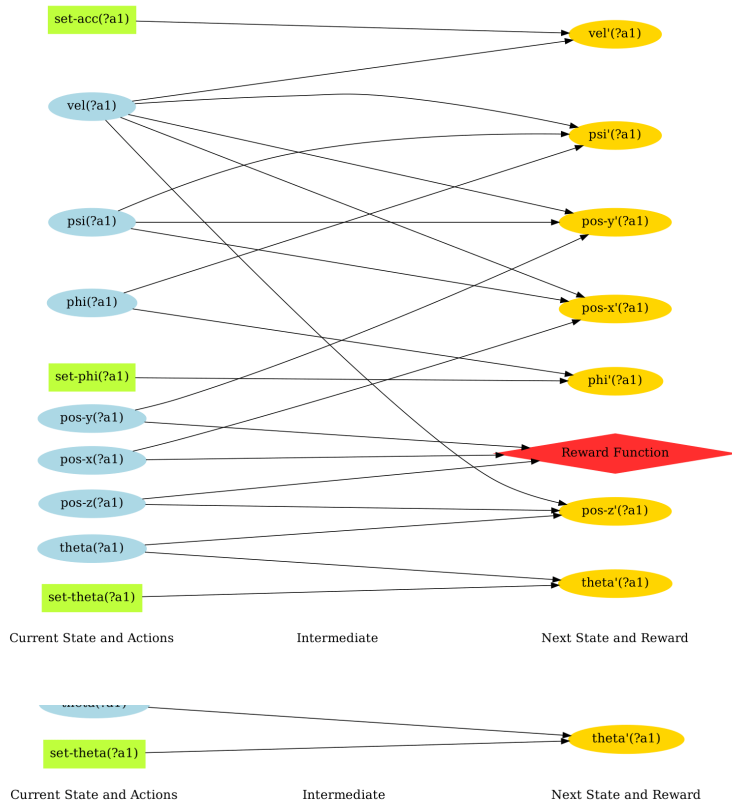 set-acc(?a1)
vel'(?a1)
vel(?a1)
psi'(?a1)
psi(?a1)
pos-y'(?a1)
phi(?a1)
pos-x'(?a1)
set-phi(?a1)
phi'(?a1)
pos-y(?a1)
pos-x(?a1)
Reward Function
pos-z(?a1)
pos-z'(?a1)
theta(?a1)
theta'(?a1)
set-theta(?a1)
Current State and Actions Intermediate Next State and Reward
theta(?a1)
theta'(?a1)
set-theta(?a1)
Current State and Actions Intermediate Next State and Reward